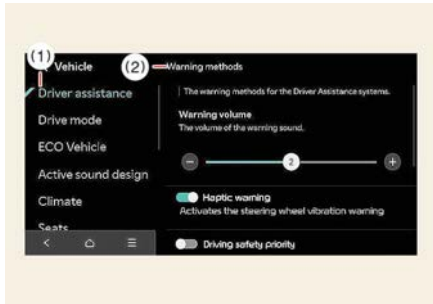 (1)
Vehicle
(2)
Warning methods
Driver assistance
The warning methods for the Driver Assistance systems.
Drive mode
Warning volume
The volume of the warning sound.
ECO Vehicle
2
Active sound design
Climate
Haptic warning
Activates the steering wheel vibration warning
Seats
Driving safety priority